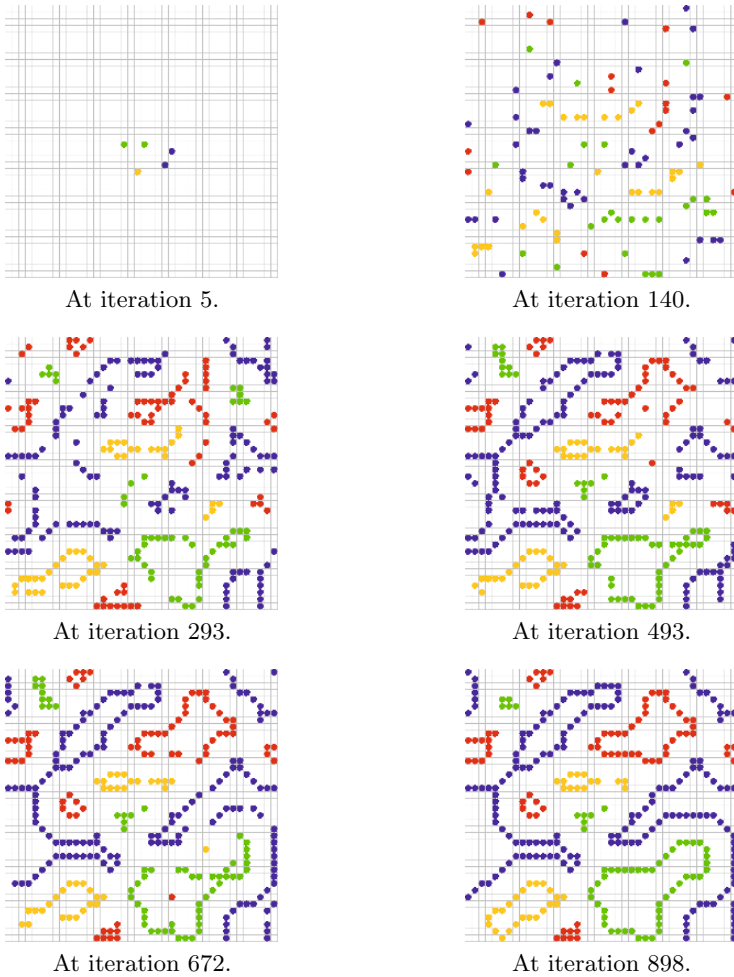 At iteration 5.
At iteration 140.
At iteration 293.
At iteration 493.
At iteration 672.
At iteration 898.